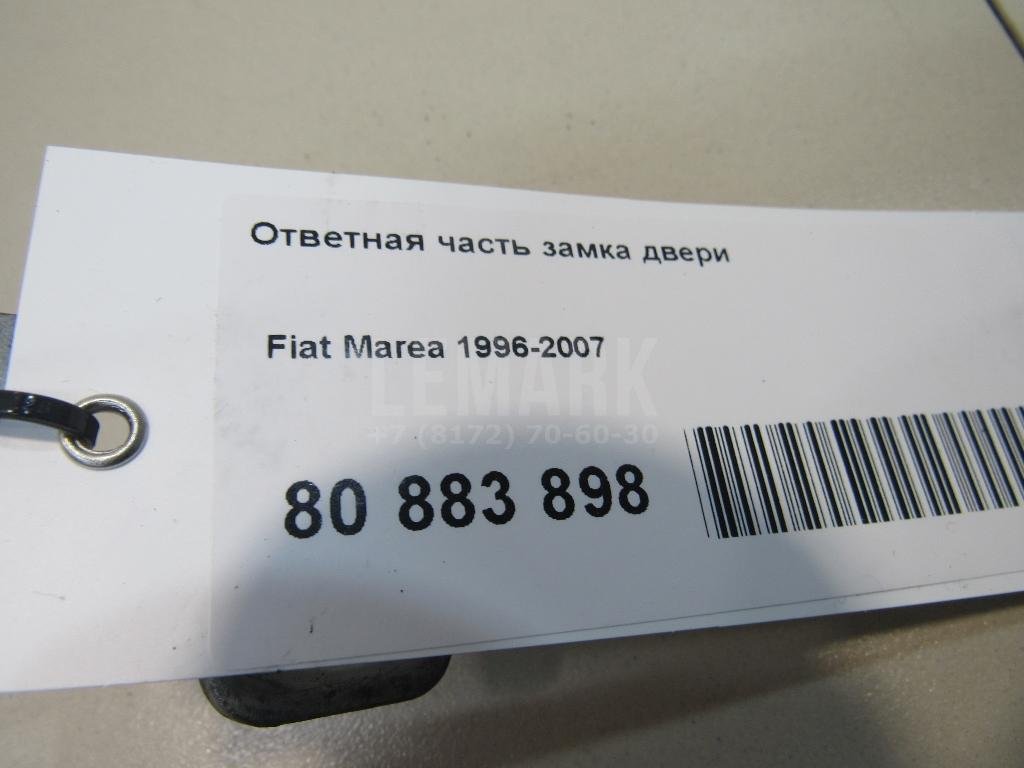 Ответная часть замка двери
Fiat Marea 1996-2007
LEMARK
+7 (8172) 70-60-30
80 883 898